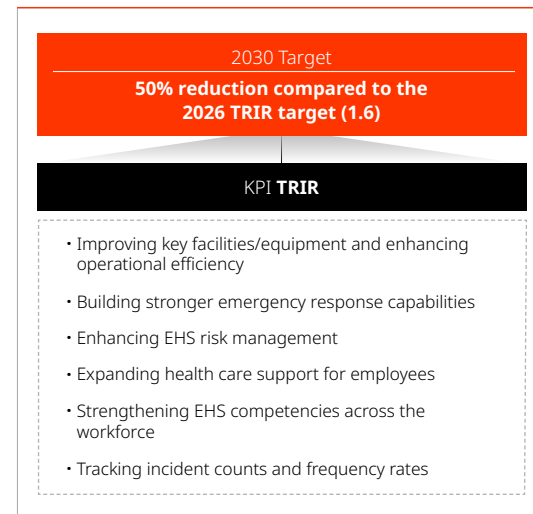 2030 Target
50% reduction compared to the
2026 TRIR target (1.6)
KPI TRIR
• Improving key facilities/equipment and enhancing
operational efficiency
• Building stronger emergency response capabilities
• Enhancing EHS risk management
• Expanding health care support for employees
• Strengthening EHS competencies across the
workforce
• Tracking incident counts and frequency rates